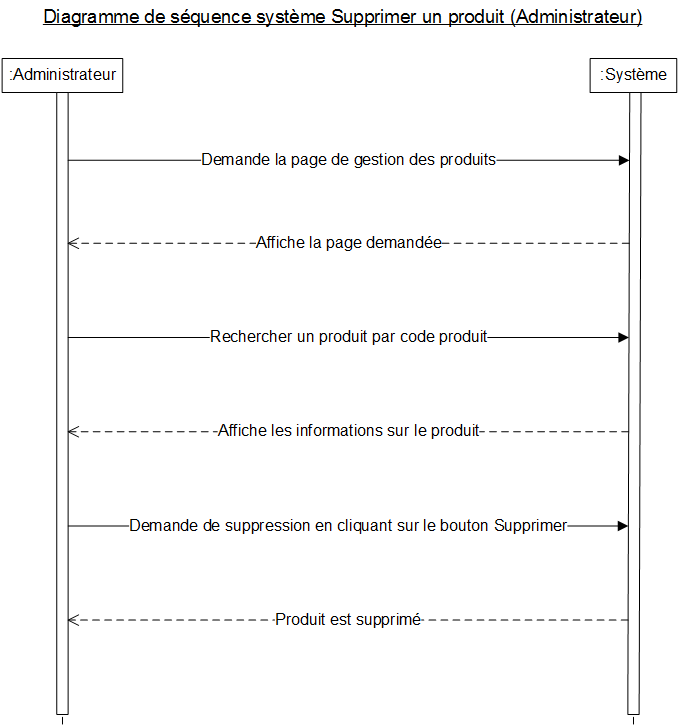 Diagramme de séquence système Supprimer un produit (Administrateur)
:Administrateur
:Système
Demande la page de gestion des produits
Affiche la page demandée
Rechercher un produit par code produit
Affiche les informations sur le produit
Demande de suppression en cliquant sur le bouton Supprimer
Produit est supprimé